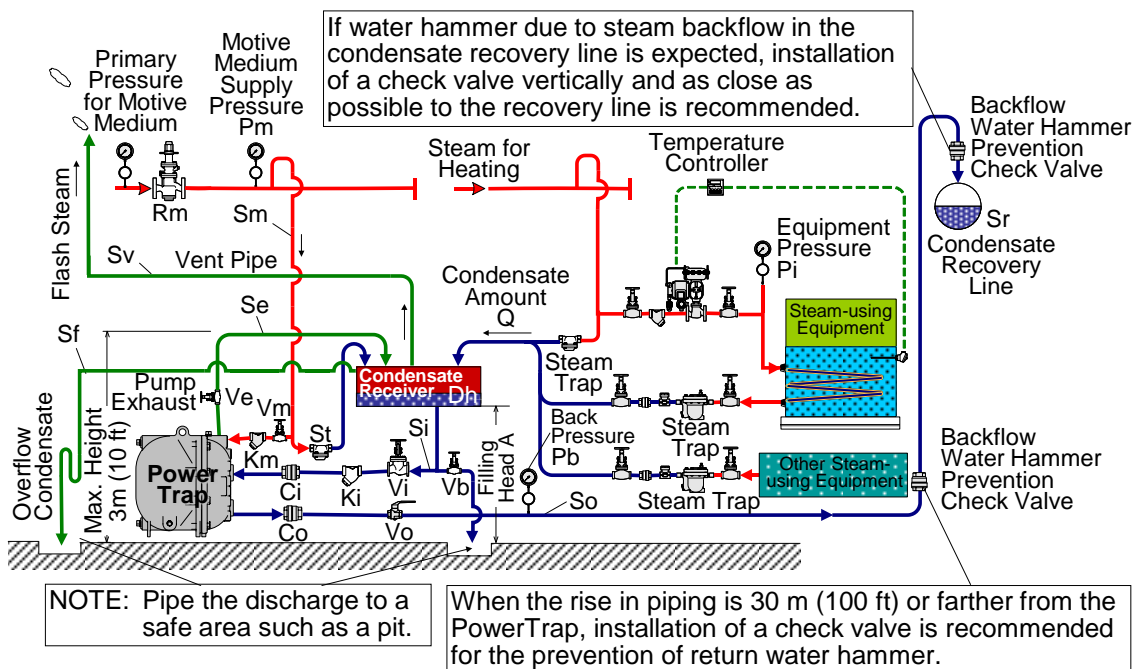 If water hammer due to steam backflow in the
condensate recovery line is expected, installation
of a check valve vertically and as close as
possible to the recovery line is recommended.
Primary
Pressure
for Motive
Medium
Motive
Medium
Supply
Pressure
Pm
Steam for
Heating
Temperature
Controller
Backflow
Water Hammer
Prevention
Check Valve
Rm
Sm
Flash Steam
Sv
Vent Pipe
Equipment
Pressure
Pi
Sr
Condensate
Recovery
Line
Condensate
Amount
Q
Steam-using
Equipment
Se
Sf
Steam
Trap
Condensate
Receiver
Dh
Pump
Exhaust
Ve
Vm
St
Si
Km
Back
Pressure
Pb
Steam
Trap
Overflow
Condensate
Max. Height
3m (10 ft)
Power
Trap
Ci
Ki
Vi
Vb
Filling
Head A
Other Steam-
using Equipment
Steam Trap
Backflow
Water Hammer
Prevention
Check Valve
Co
Vo
So
NOTE: Pipe the discharge to a
safe area such as a pit.
When the rise in piping is 30 m (100 ft) or farther from the
PowerTrap, installation of a check valve is recommended
for the prevention of return water hammer.